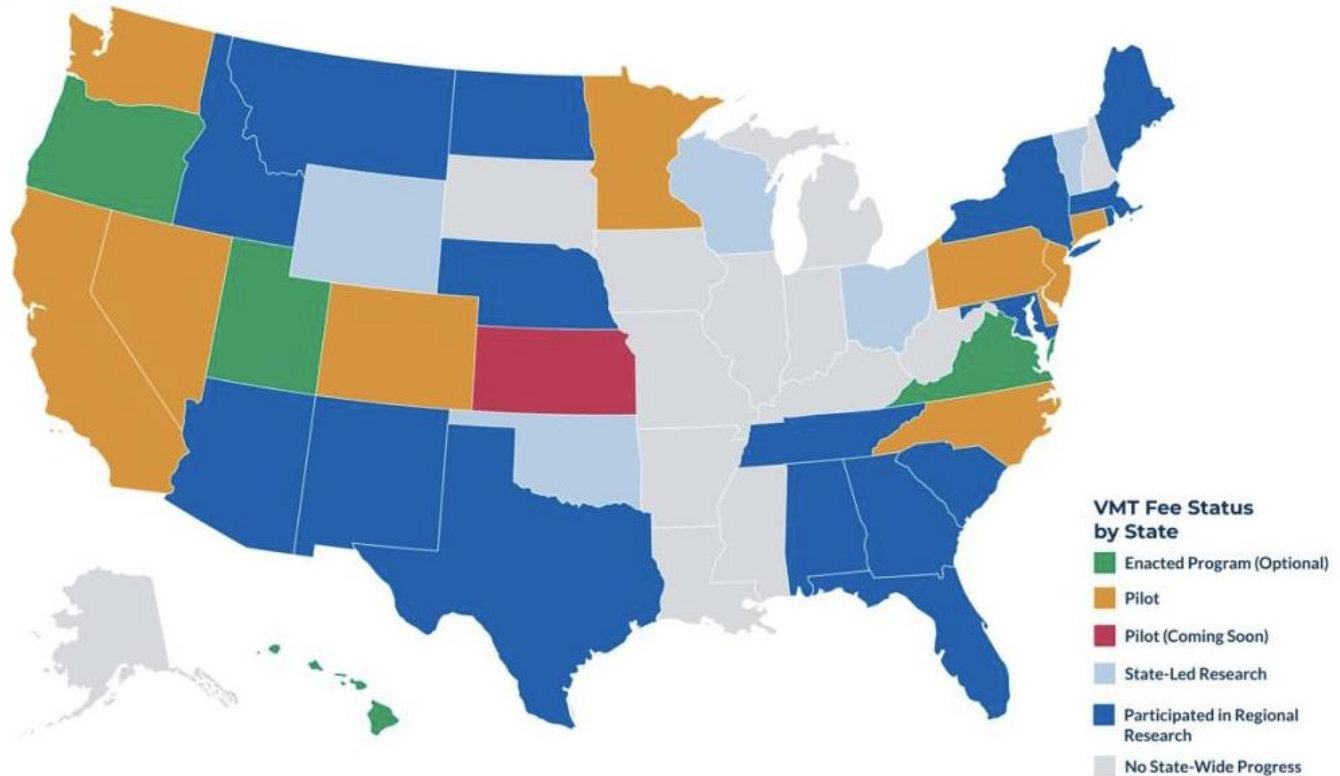 VMT Fee Status
by State
Enacted Program (Optional)
Pilot
Pilot (Coming Soon)
State-Led Research
Participated in Regional
Research
No State-Wide Progress